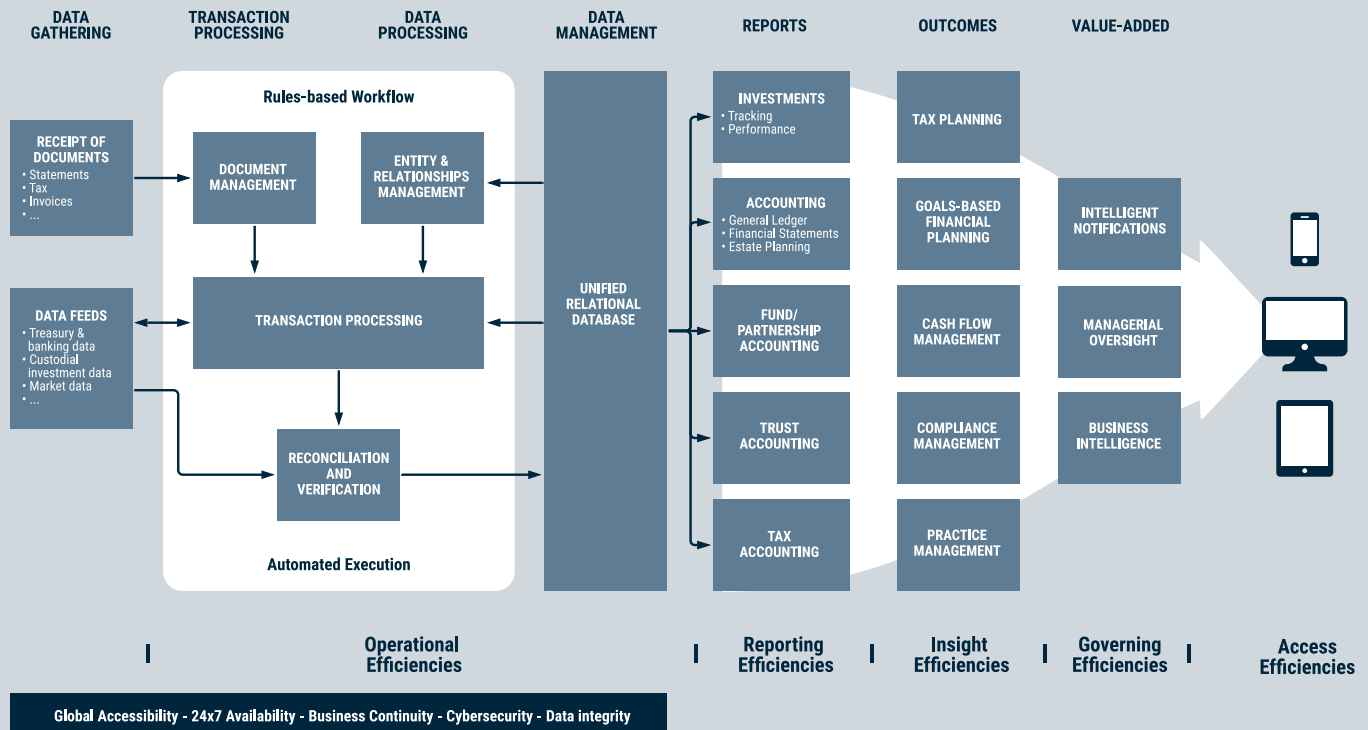 DATA
GATHERING
TRANSACTION
PROCESSING
DATA
PROCESSING
DATA
MANAGEMENT
REPORTS
OUTCOMES
VALUE-ADDED
RECEIPT OF
DOCUMENTS
• Statements
• Tax
• Invoices
• ...
DATA FEEDS
• Treasury &
banking data
• Custodial
investment data
• Market data
• ...
Rules-based Workflow
DOCUMENT
MANAGEMENT
ENTITY &
RELATIONSHIPS
MANAGEMENT
TRANSACTION PROCESSING
RECONCILIATION
AND
VERIFICATION
Automated Execution
UNIFIED
RELATIONAL
DATABASE
INVESTMENTS
• Tracking
• Performance
ACCOUNTING
• General Ledger
• Financial Statements
• Estate Planning
FUND/
PARTNERSHIP
ACCOUNTING
TRUST
ACCOUNTING
TAX
ACCOUNTING
TAX PLANNING
GOALS-BASED
FINANCIAL
PLANNING
CASH FLOW
MANAGEMENT
COMPLIANCE
MANAGEMENT
PRACTICE
MANAGEMENT
INTELLIGENT
NOTIFICATIONS
MANAGERIAL
OVERSIGHT
BUSINESS
INTELLIGENCE
Operational
Efficiencies
Reporting
Efficiencies
Insight
Efficiencies
Governing
Efficiencies
Access
Efficiencies
Global Accessibility - 24x7 Availability - Business Continuity - Cybersecurity - Data integrity